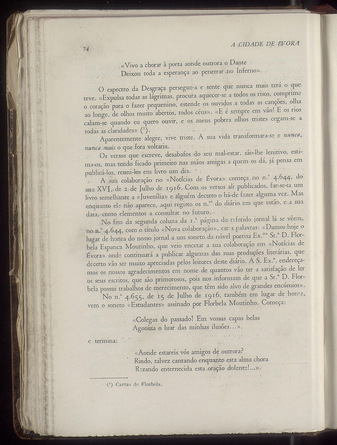 74
A CIDADE DE ÉVORA
«Vivo a chorar à porta aonde outrora o Dante
Deixou toda a esperança ao penetrar no Inferno».
O espectro da Desgraça persegue-a e sente que nunca mais terá o que
teve. «Expulsa todas as lágrimas, procura aquecer-se a todos os risos, comprime
o coração para o fazer pequenino, estende os ouvidos a todas as canções, olha
ao longe, de olhos muito abertos, todos céus». «E é sempre em vão! E os risos
calam-se quando eu quero ouvir, e os meus pobres olhos tristes cegam-se a
todas as claridades» (¹).
Aparentemente alegre, vive triste. A sua vida transformara-se e nunca,
nunca mais o que fora voltaria.
Os versos que escreve, desabafos do seu mal-estar, são-lhe lenitivo, esti-
ma-os, mas tendo ficado primeiro nas mãos amigas a quem os dá, já pensa em
publicá-los, reuni-los em livro um dia.
A sua colaboração no «Notícias de Évora» começa no n.º 4.644, do
ano XVI, de 2 de Julho de 1916. Com os versos ali publicados, far-se-ia um
livro semelhante a «Juvenília» e alguém decerto o há-de fazer alguma vez. Mas
enquanto ele não aparece, aqui registo os n.ºˢ do diário em que estão, e a sua
data, como elementos a consultar no futuro.
No fim da segunda coluna da 1.ª página do referido jornal lá se vêem,
no n.º 4.644, com o título «Nova colaboração», estas palavras: «Damos hoje o
lugar de honra do nosso jornal a um soneto da nóvel poetisa Ex.ᵐᵃ Sr.ª D. Flor-
bela Espanca Moutinho, que veio encetar a sua colaboração em «Notícias de
Évora» onde continuará a publicar algumas das suas produções literárias, que
decerto vão ser muito apreciadas pelos leitores deste diário. A S. Ex.ª, endereça-
mos os nossos agradecimentos em nome de quantos vão ter a satisfação de ler
os seus escritos, que são primorosos, pois nos informam de que a Sr.ª D. Flor-
bela possui trabalhos de merecimento, que têm sido alvo de grandes encómios».
No n.º 4.655, de 15 de Julho de 1916, também em lugar de honra,
vem o soneto «Estudantes» assinado por Florbela Moutinho. Começa:
«Colegas do passado! Em vossas capas belas
Agoniza o luar das minhas ilusões...».
e termina:
«Aonde estareis vós amigos de outrora?
Rindo, talvez cantando enquanto esta alma chora
Rezando enternecida esta oração dolente!...».
(¹) Cartas de Florbela.